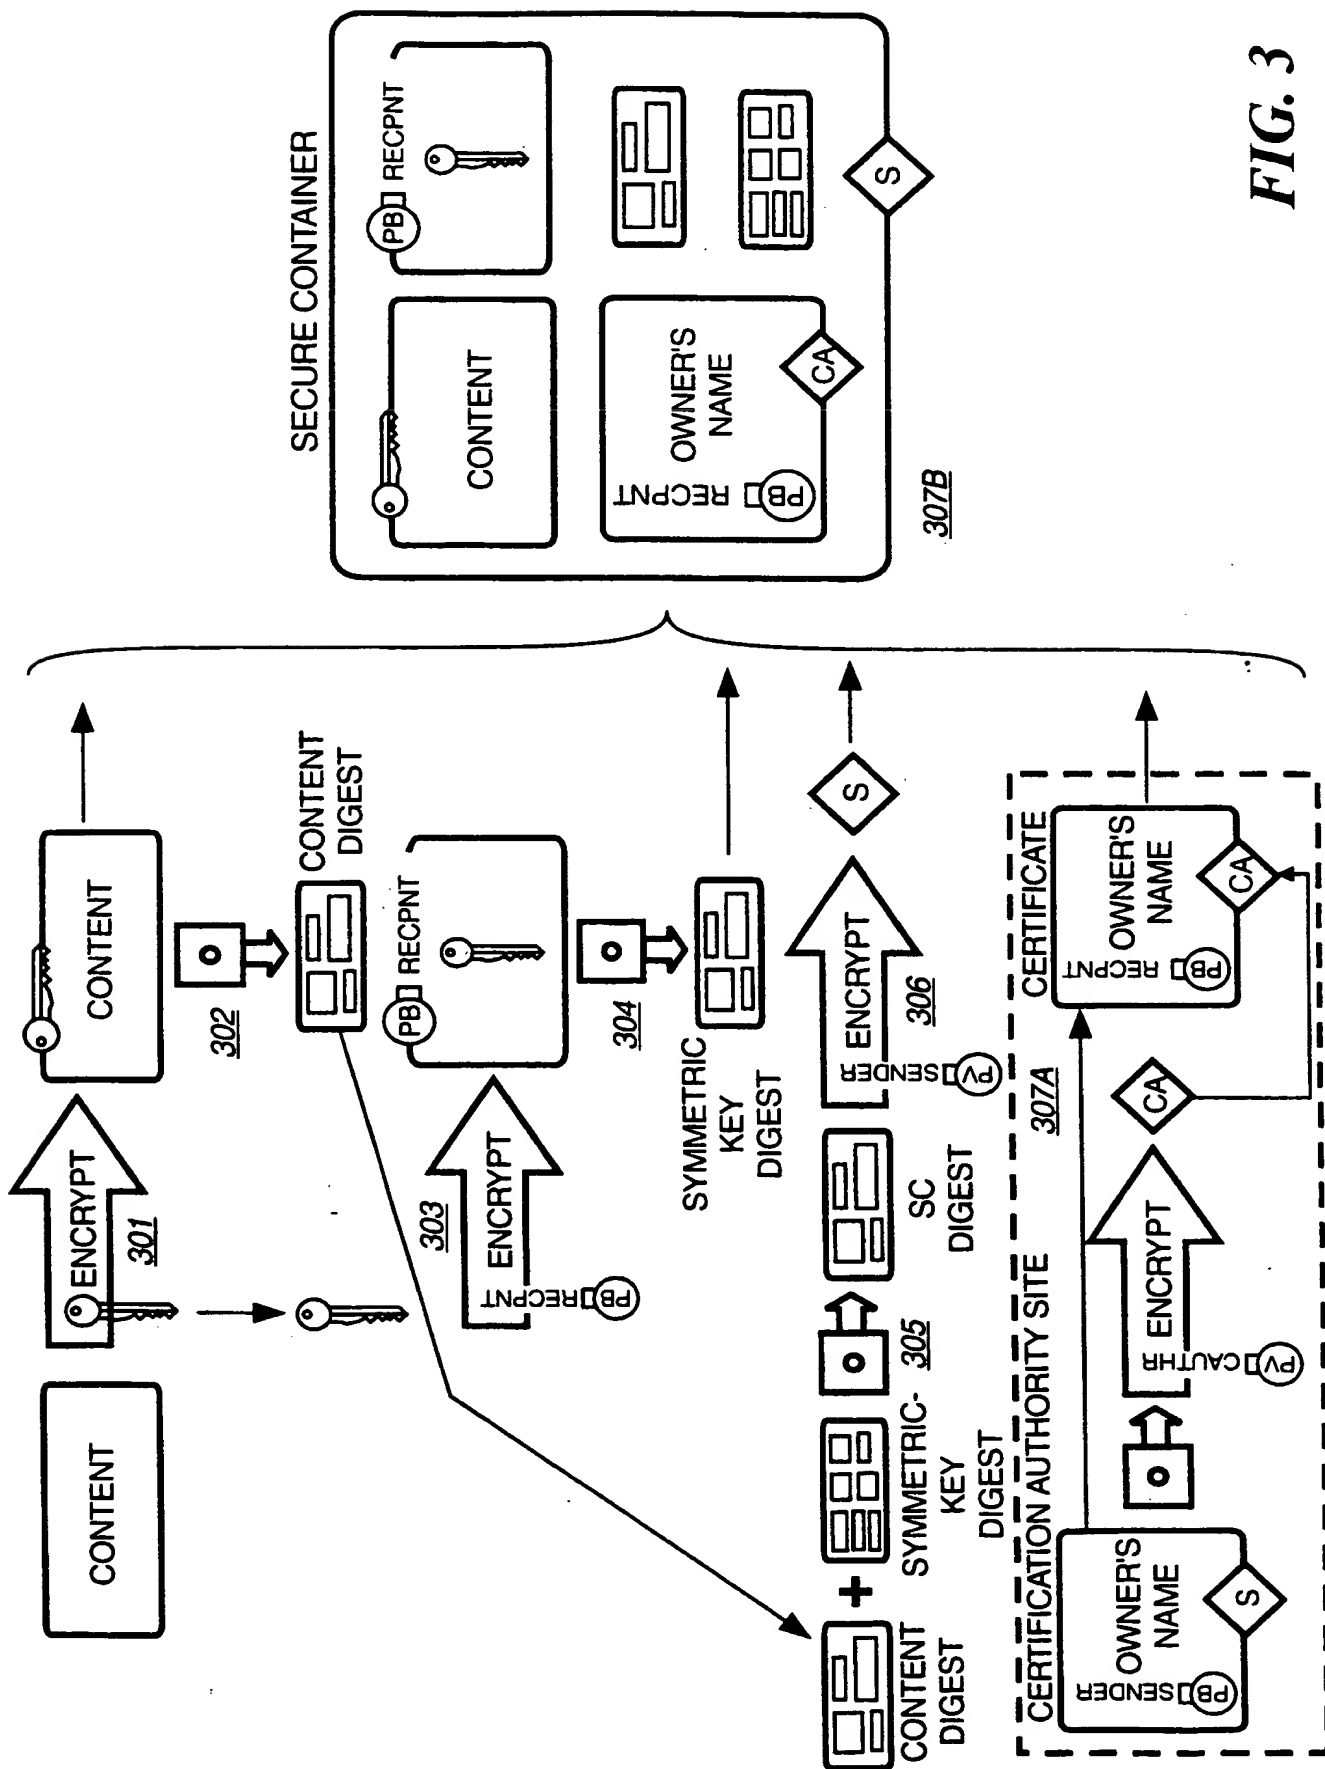 CONTENT
ENCRYPT
301
CONTENT
302
CONTENT
DIGEST
RECPNT
PB
303
ENCRYPT
PB
RECPNT
304
SYMMETRIC
KEY
DIGEST
CONTENT
DIGEST
+
SYMMETRIC-
KEY
DIGEST
305
SC
DIGEST
SENDER
PV
ENCRYPT
306
S
CERTIFICATION AUTHORITY SITE
SENDER
PB
OWNER'S
NAME
S
CAUTHR
PV
ENCRYPT
CA
307A
CERTIFICATE
RECPNT
PB
OWNER'S
NAME
CA
SECURE CONTAINER
CONTENT
PB
RECPNT
RECPNT
PB
OWNER'S
NAME
CA
S
307B
FIG. 3